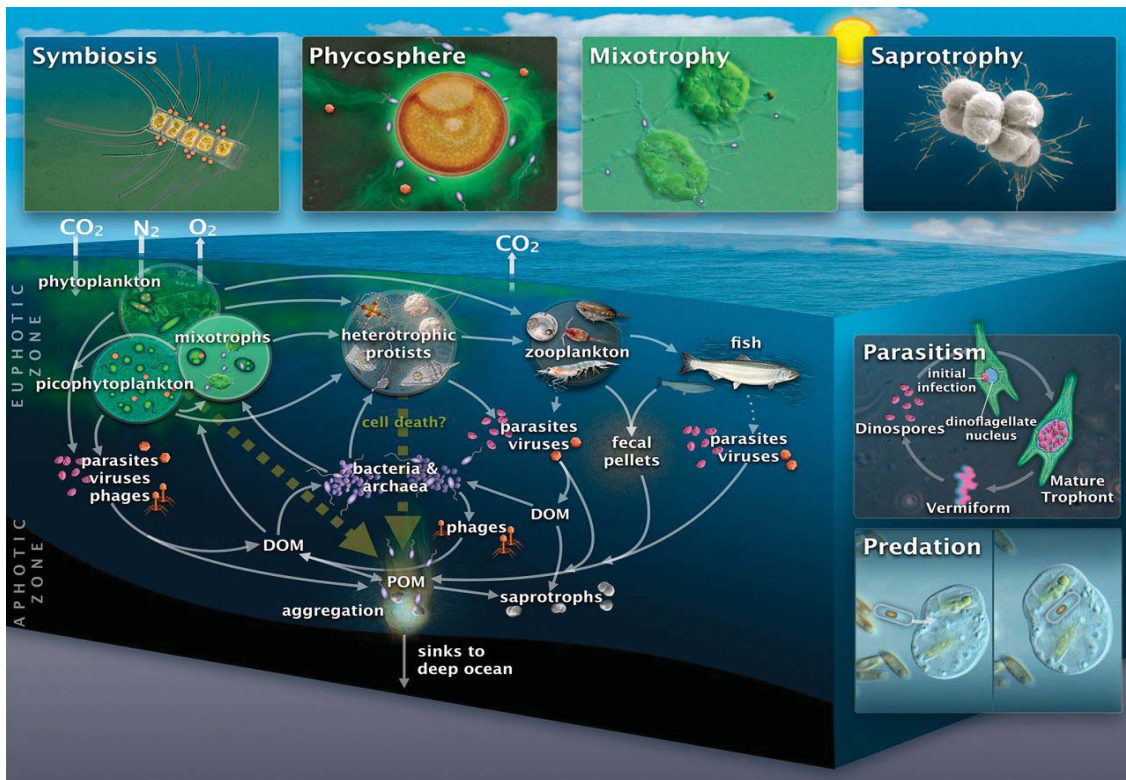 Symbiosis
Phycosphere
Mixotrophy
Saprotrophy
CO₂
N₂
O₂
CO₂
phytoplankton
EUPHOTIC
ZONE
mixotrophs
picophytoplankton
heterotrophic
protists
zooplankton
fish
cell death?
parasites
viruses
phages
bacteria &
archaea
parasites
viruses
fecal
pellets
parasites
viruses
DOM
phages
DOM
APHOTIC
ZONE
POM
aggregation
saprotrophs
sinks to
deep ocean
Parasitism
initial
infection
Dinospores
dinoflagellate
nucleus
Mature
Trophont
Vermiform
Predation